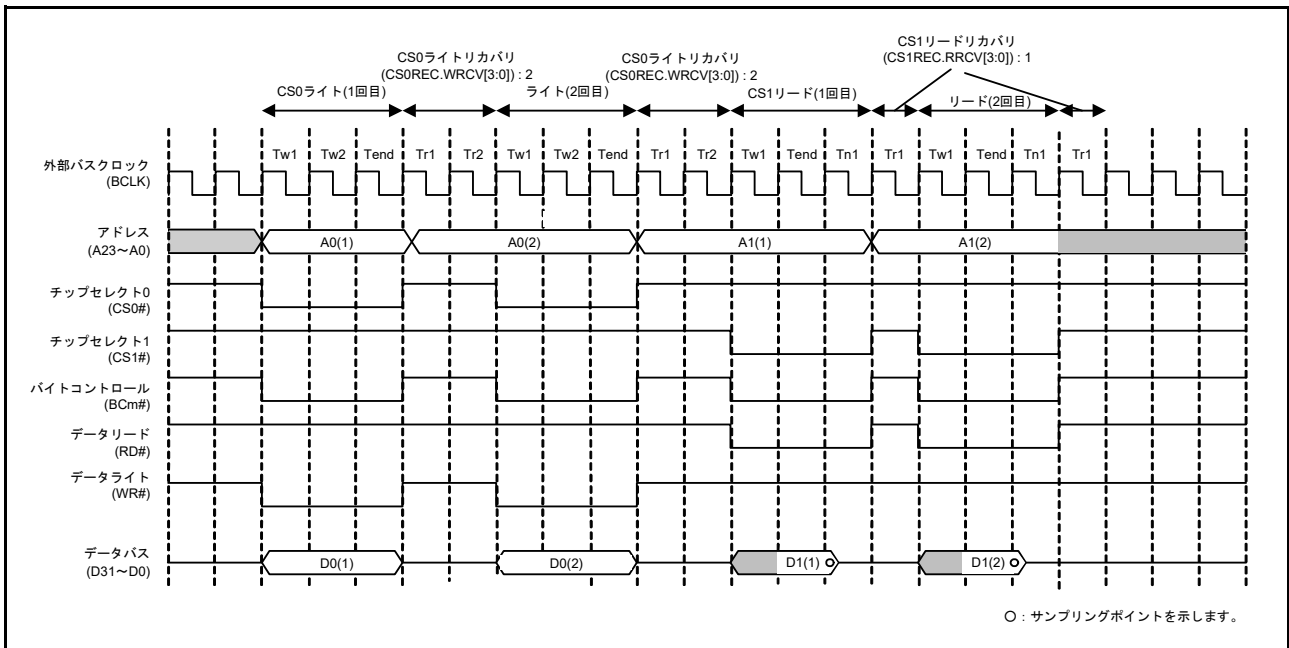 CS0ライトリカバリ
(CS0REC.WRCV[3:0]) : 2
CS0ライトリカバリ
(CS0REC.WRCV[3:0]) : 2
CS1リードリカバリ
(CS1REC.RRCV[3:0]) : 1
CS0ライト(1回目)
ライト(2回目)
CS1リード(1回目)
リード(2回目)
外部バスクロック
(BCLK)
Tw1 Tw2 Tend Tr1 Tr2 Tw1 Tw2 Tend Tr1 Tr2 Tw1 Tend Tn1 Tr1 Tw1 Tend Tn1 Tr1
アドレス
(A23～A0)
A0(1) A0(2) A1(1) A1(2)
チップセレクト0
(CS0#)
チップセレクト1
(CS1#)
バイトコントロール
(BCm#)
データリード
(RD#)
データライト
(WR#)
データバス
(D31～D0)
D0(1) D0(2) D1(1) D1(2)
○ : サンプリングポイントを示します。